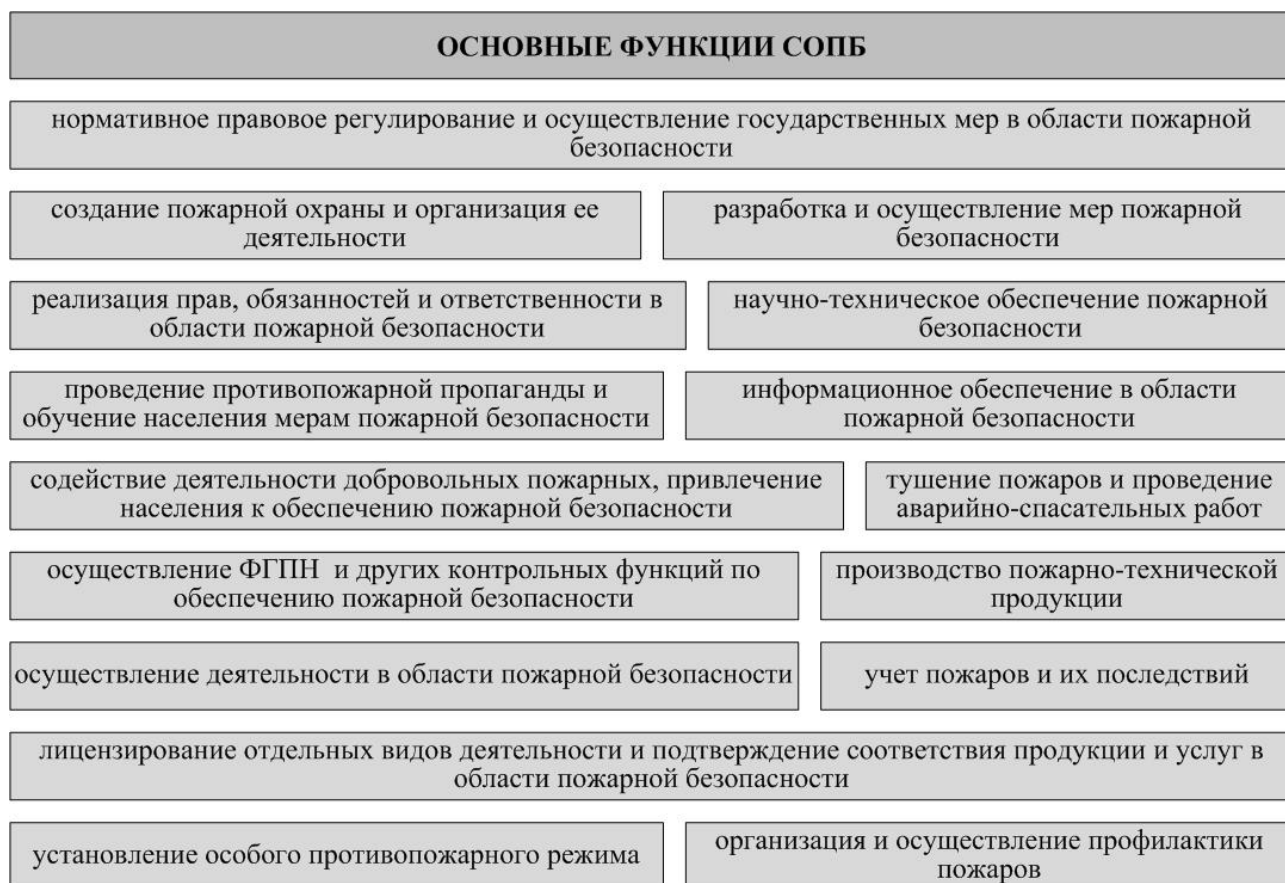 ОСНОВНЫЕ ФУНКЦИИ СОПБ
нормативное правовое регулирование и осуществление государственных мер в области пожарной
безопасности
создание пожарной охраны и организация ее
деятельности
разработка и осуществление мер пожарной
безопасности
реализация прав, обязанностей и ответственности в
области пожарной безопасности
научно-техническое обеспечение пожарной
безопасности
проведение противопожарной пропаганды и
обучение населения мерам пожарной безопасности
информационное обеспечение в области
пожарной безопасности
содействие деятельности добровольных пожарных, привлечение
населения к обеспечению пожарной безопасности
тушение пожаров и проведение
аварийно-спасательных работ
осуществление ФГПН и других контрольных функций по
обеспечению пожарной безопасности
производство пожарно-технической
продукции
осуществление деятельности в области пожарной безопасности
учет пожаров и их последствий
лицензирование отдельных видов деятельности и подтверждение соответствия продукции и услуг в
области пожарной безопасности
установление особого противопожарного режима
организация и осуществление профилактики
пожаров